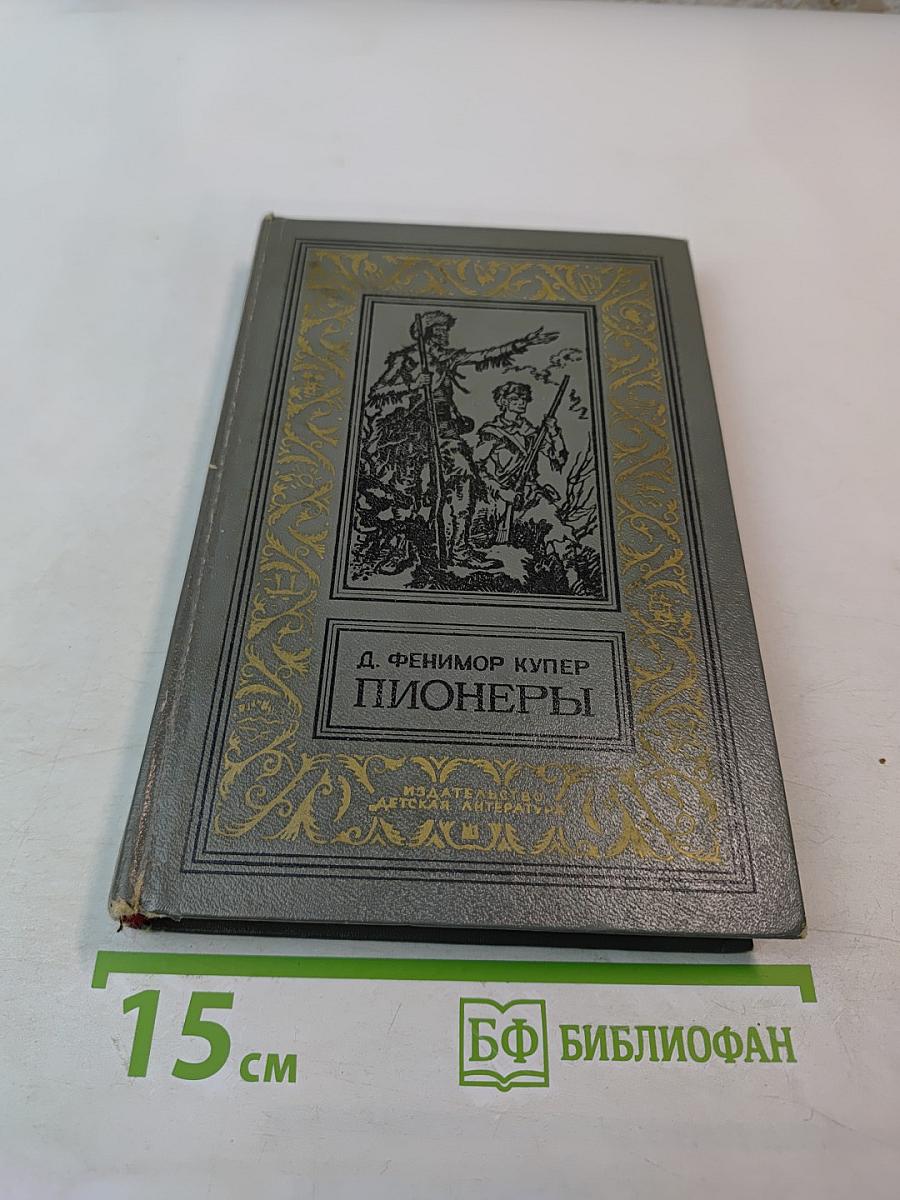 Д. ФЕНИМОР КУПЕР
ПИОНЕРЫ
ИЗДАТЕЛЬСТВО
„ДЕТСКАЯ ЛИТЕРАТУРА“
15 см
БФ БИБЛИОФАН